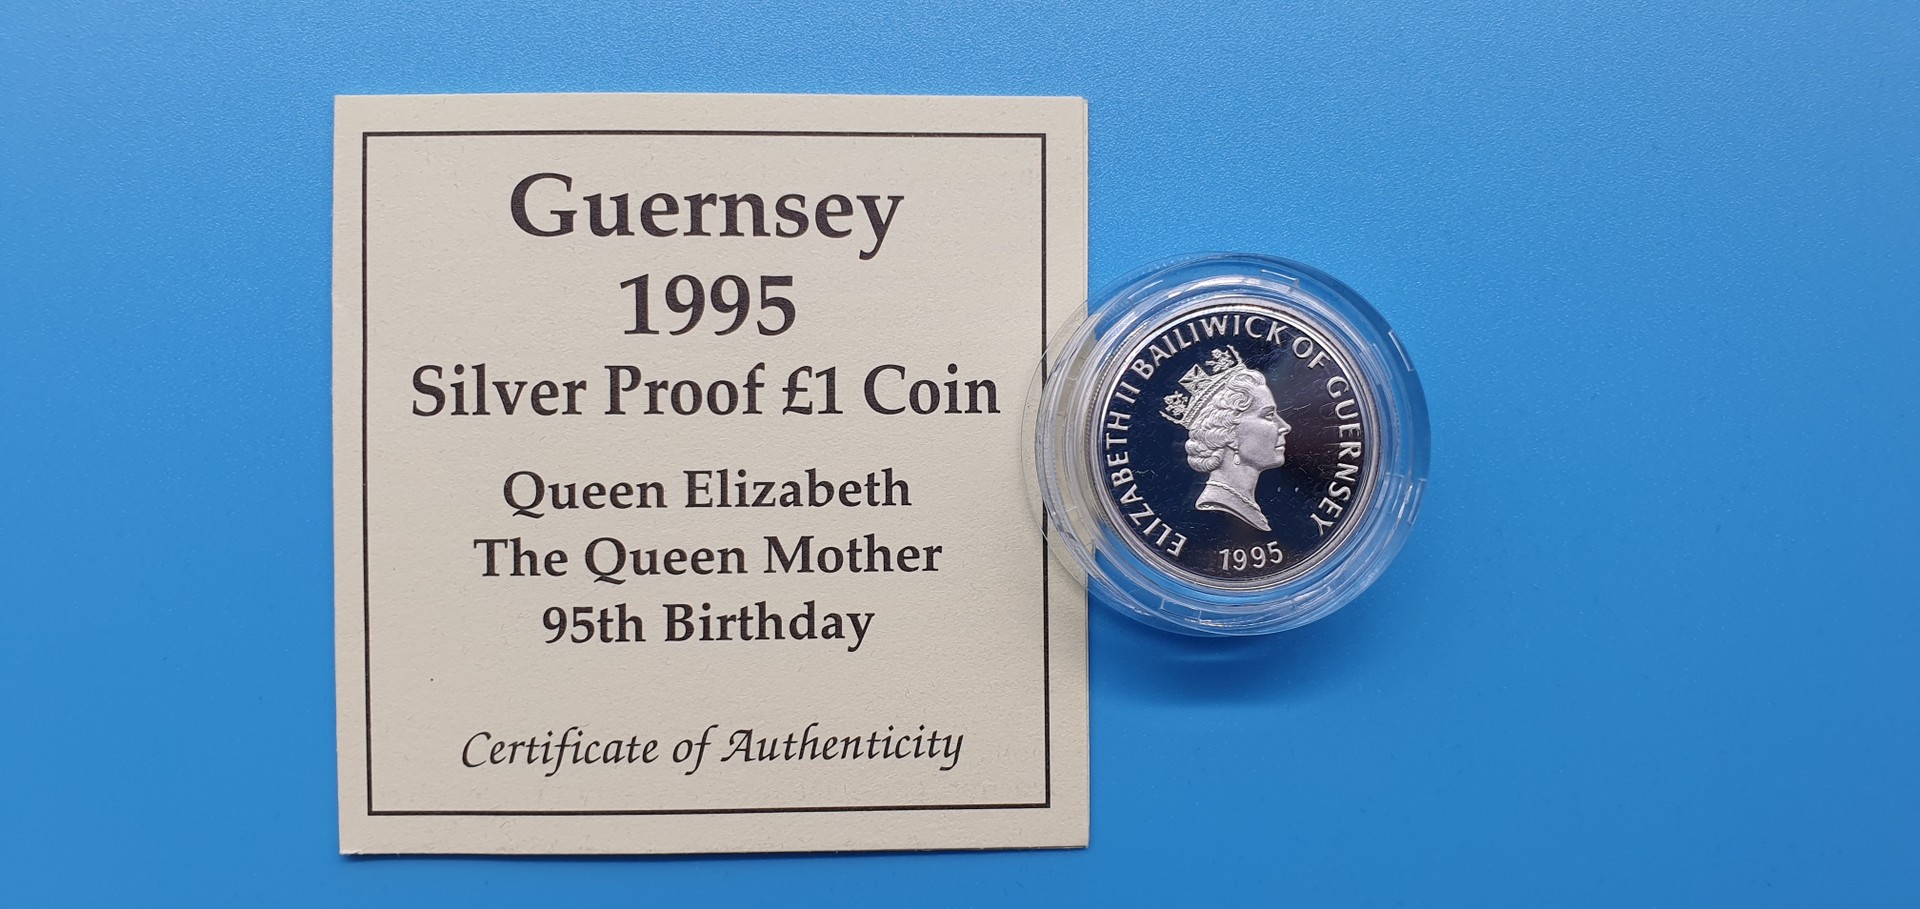 Guernsey
1995
Silver Proof £1 Coin
Queen Elizabeth
The Queen Mother
95th Birthday
Certificate of Authenticity
ELIZABETH II BAILIWICK OF GUERNSEY
1995